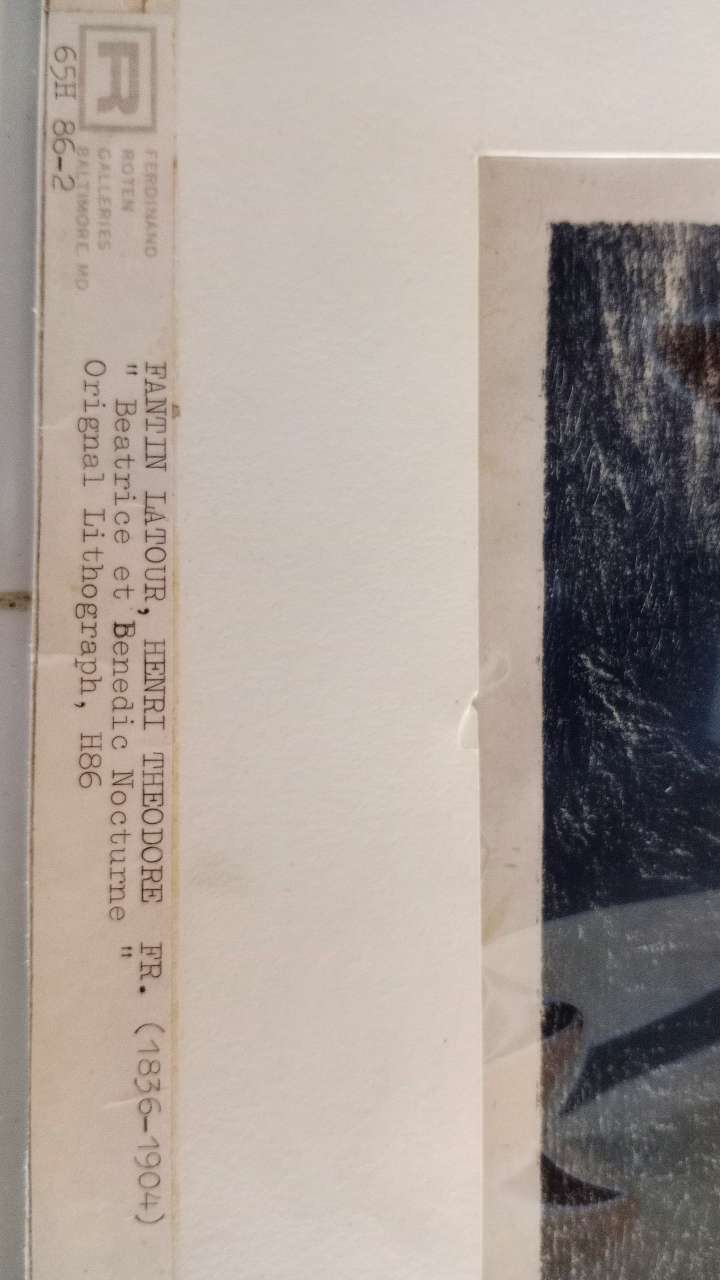 R
FERDINAND
ROTEN
GALLERIES
BALTIMORE MD
65H 86-2
FANTIN LATOUR, HENRI THEODORE FR. (1836-1904)
" Beatrice et Benedic Nocturne "
Orignal Lithograph, H86